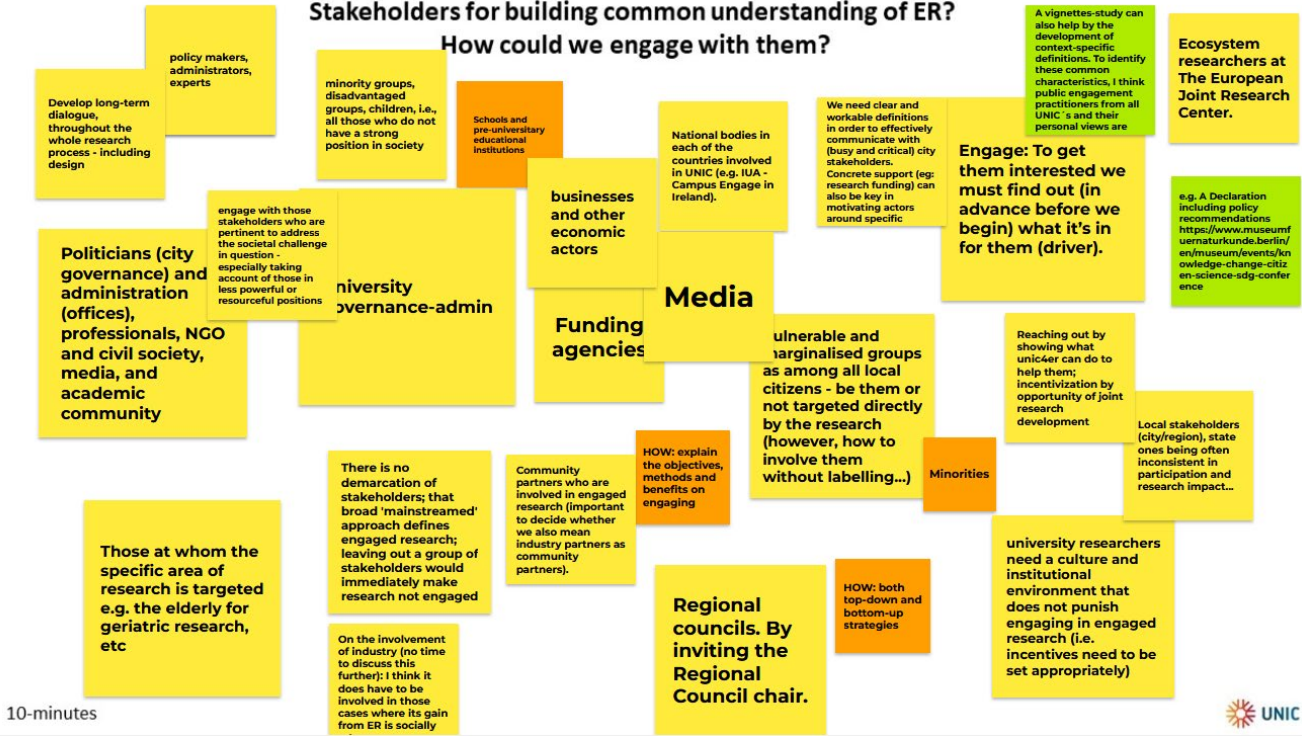 Stakeholders for building common understanding of ER?
How could we engage with them?
policy makers,
administrators,
experts
Develop long-term
dialogue,
throughout the
whole research
process - including
design
minority groups,
disadvantaged
groups, children, i.e.,
all those who do not
have a strong
position in society
Schools and
pre-universitary
educational
institutions
businesses
and other
economic
actors
National bodies in
each of the
countries involved
in UNIC (e.g. IUA -
Campus Engage in
Ireland).
We need clear and
workable definitions
in order to effectively
communicate with
(busy and critical) city
stakeholders.
Concrete support (eg:
research funding) can
also be key in
motivating actors
around specific
A vignettes-study can
also help by the
development of
context-specific
definitions. To identify
these common
characteristics, I think
public engagement
practitioners from all
UNIC´s and their
personal views are
Ecosystem
researchers at
The European
Joint Research
Center.
Engage: To get
them interested we
must find out (in
advance before we
begin) what it’s in
for them (driver).
e.g. A Declaration
including policy
recommendations
https://www.museumf
uernaturkunde.berlin/
en/museum/events/kn
owledge-change-citiz
en-science-sdg-confer
ence
Politicians (city
governance) and
administration
(offices),
professionals, NGO
and civil society,
media, and
academic
community
engage with those
stakeholders who are
pertinent to address
the societal challenge
in question -
especially taking
account of those in
less powerful or
resourceful positions
niversity
overnance-admin
Funding
agencies
Media
ulnerable and
arginalised groups
as among all local
citizens - be them or
not targeted directly
by the research
(however, how to
involve them
without labelling...)
Minorities
Reaching out by
showing what
unic4er can do to
help them;
incentivization by
opportunity of joint
research
development
Local stakeholders
(city/region), state
ones being often
inconsistent in
participation and
research impact...
There is no
demarcation of
stakeholders; that
broad 'mainstreamed'
approach defines
engaged research;
leaving out a group of
stakeholders would
immediately make
research not engaged
Community
partners who are
involved in engaged
research (important
to decide whether
we also mean
industry partners as
community
partners).
HOW: explain
the objectives,
methods and
benefits on
engaging
Those at whom the
specific area of
research is targeted
e.g. the elderly for
geriatric research,
etc
On the involvement
of industry (no time
to discuss this
further): I think it
does have to be
involved in those
cases where its gain
from ER is socially
Regional
councils. By
inviting the
Regional
Council chair.
HOW: both
top-down and
bottom-up
strategies
university researchers
need a culture and
institutional
environment that
does not punish
engaging in engaged
research (i.e.
incentives need to be
set appropriately)
10-minutes
UNIC